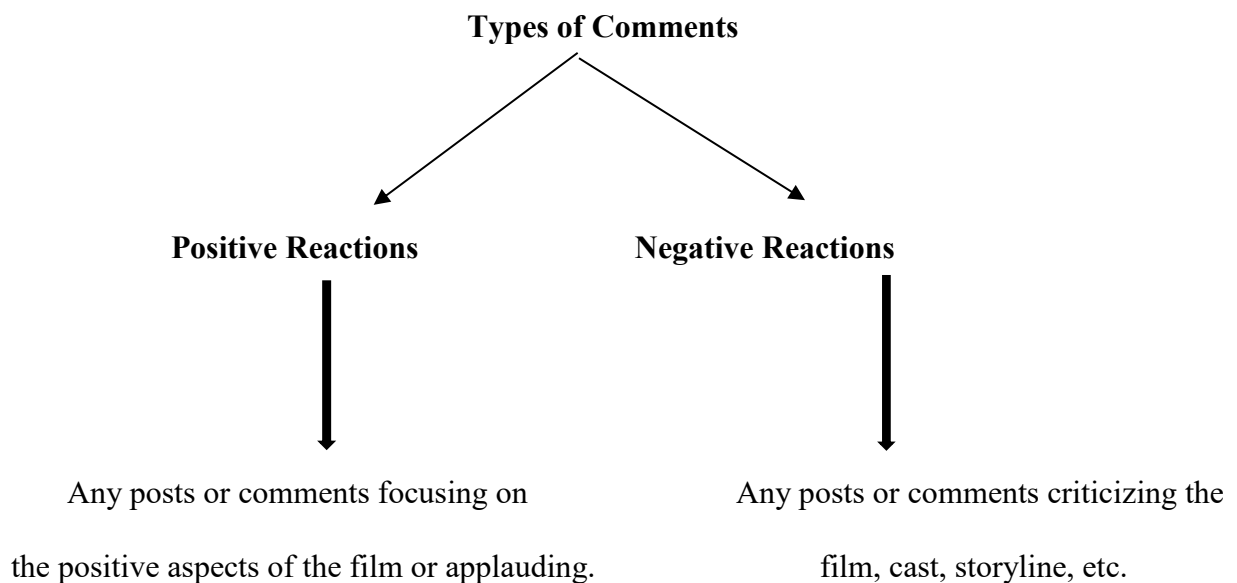 Types of Comments
Positive Reactions
Negative Reactions
Any posts or comments focusing on
the positive aspects of the film or applauding.
Any posts or comments criticizing the
film, cast, storyline, etc.